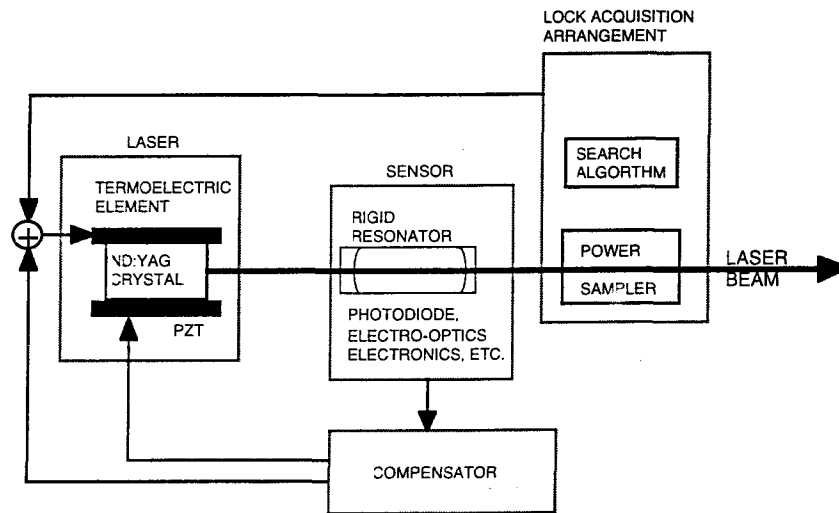 LOCK ACQUISITION
ARRANGEMENT
LASER
SENSOR
SEARCH
ALGORTHM
TERMOELECTRIC
ELEMENT
RIGID
RESONATOR
ND:YAG
CRYSTAL
POWER
SAMPLER
LASER
BEAM
PZT
PHOTODIODE,
ELECTRO-OPTICS
ELECTRONICS, ETC.
COMPENSATOR